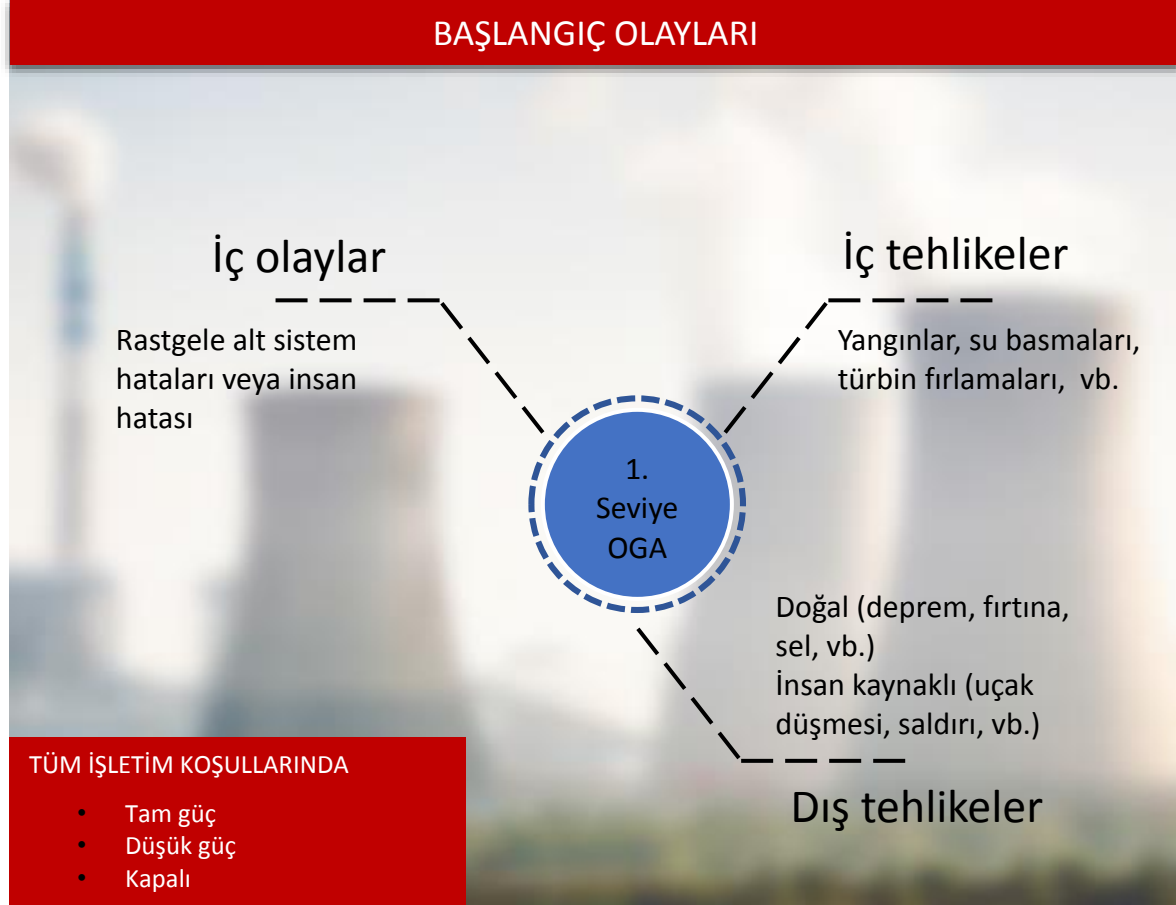 BAŞLANGIÇ OLAYLARI
İç olaylar
Rastgele alt sistem
hataları veya insan
hatası
İç tehlikeler
Yangınlar, su basmaları,
türbin fırlamaları, vb.
1.
Seviye
OGA
Doğal (deprem, fırtına,
sel, vb.)
İnsan kaynaklı (uçak
düşmesi, saldırı, vb.)
Dış tehlikeler
TÜM İŞLETİM KOŞULLARINDA
• Tam güç
• Düşük güç
• Kapalı